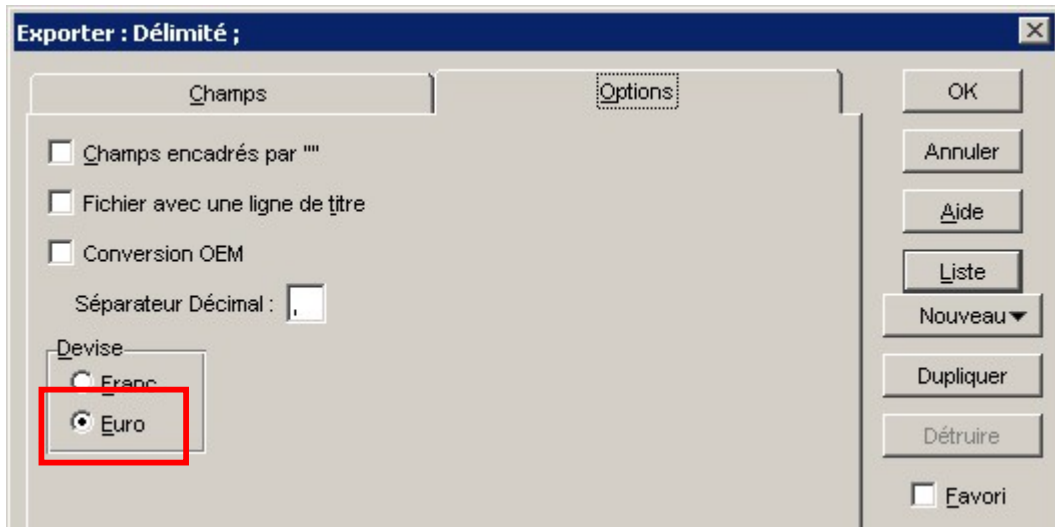 Exporter : Délimité ;
Champs
Options
Champs encadrés par ""
Fichier avec une ligne de titre
Conversion OEM
Séparateur Décimal : ,
Devise
Franc
Euro
OK
Annuler
Aide
Liste
Nouveau
Dupliquer
Détruire
Favori